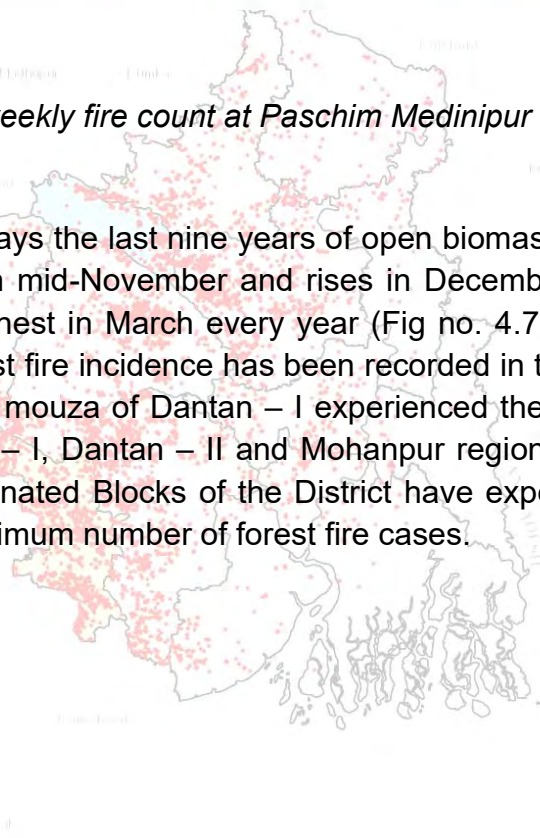 eekly fire count at Paschim Medinipur
ays the last nine years of open biomas
mid-November and rises in Decemb
nest in March every year (Fig no. 4.7
st fire incidence has been recorded in t
mouza of Dantan – I experienced the
– I, Dantan – II and Mohanpur region
nated Blocks of the District have expe
imum number of forest fire cases.